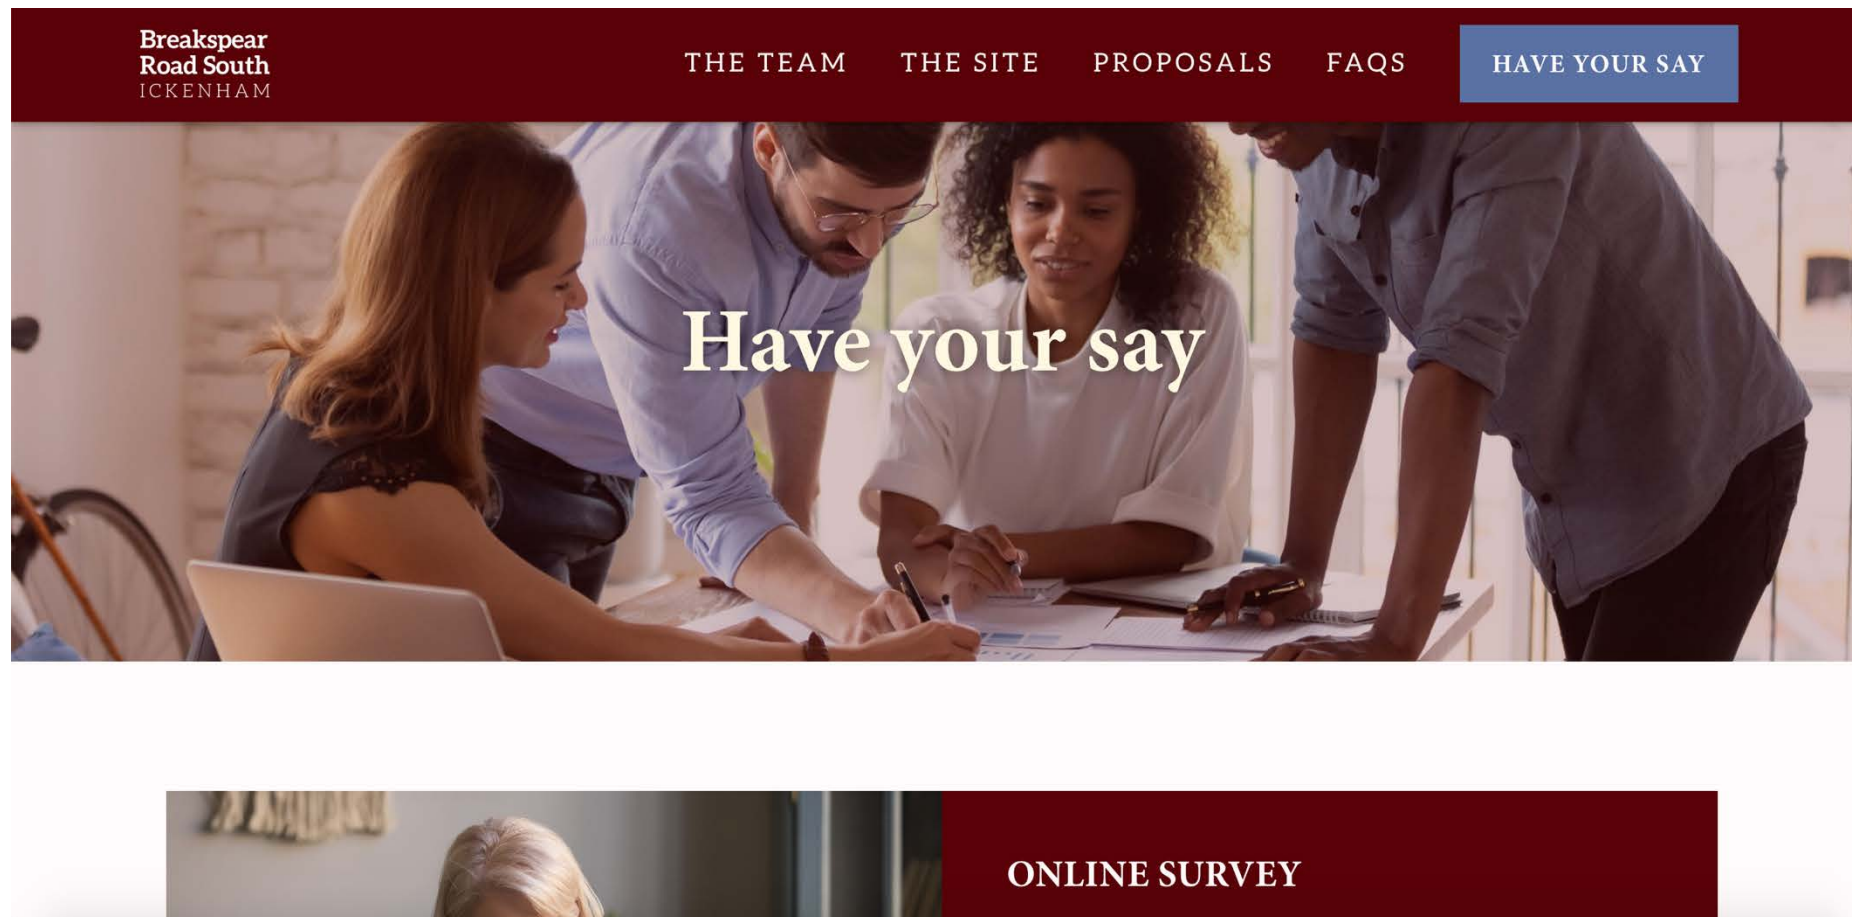 Breakspear
Road South
ICKENHAM
THE TEAM
THE SITE
PROPOSALS
FAQS
HAVE YOUR SAY
Have your say
ONLINE SURVEY